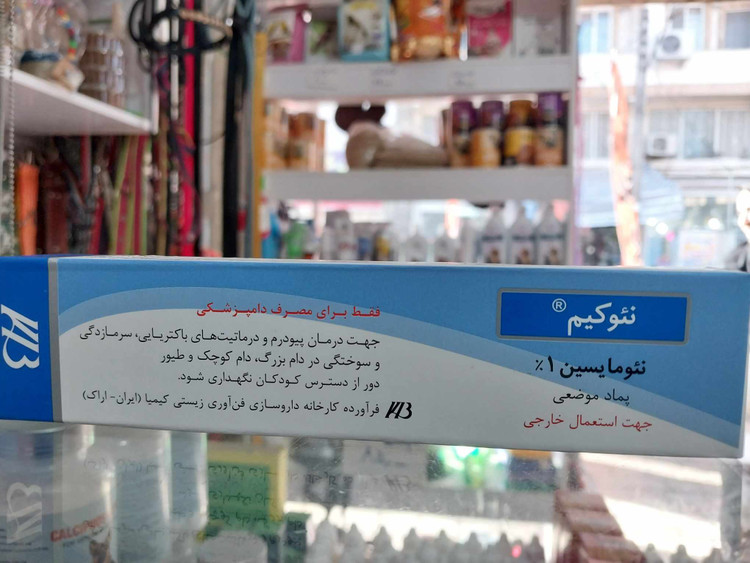 نئوکیم®
نئومایسین ۱٪
پماد موضعی
جهت استعمال خارجی
فقط برای مصرف دامپزشکی
جهت درمان پیودرم و درماتیت‌های باکتریایی، سرمازدگی
و سوختگی در دام بزرگ، دام کوچک و طیور
دور از دسترس کودکان نگهداری شود.
فرآورده کارخانه داروسازی فن‌آوری زیستی کیمیا (ایران- اراک)